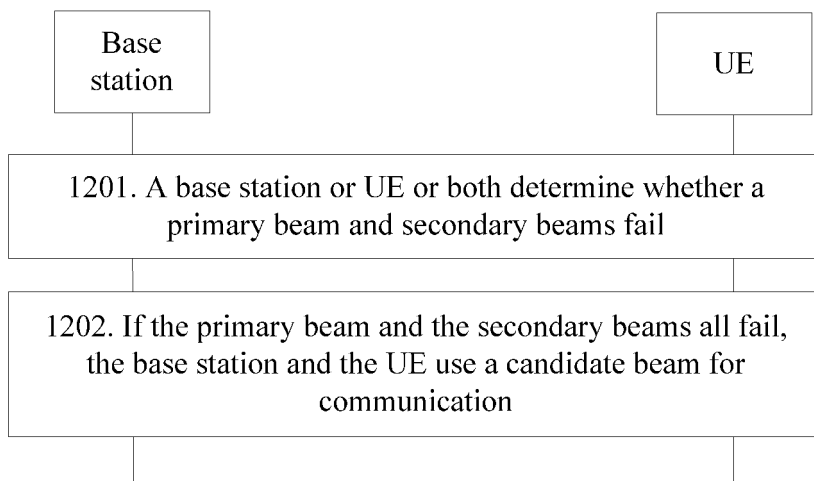 Base
station
UE
1201. A base station or UE or both determine whether a
primary beam and secondary beams fail
1202. If the primary beam and the secondary beams all fail,
the base station and the UE use a candidate beam for
communication